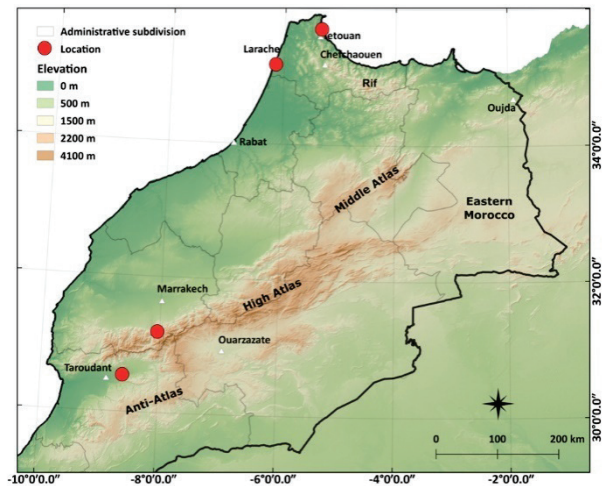 Administrative subdivision
Location
Elevation
0 m
500 m
1500 m
2200 m
4100 m
Larache
etouan
Chefchaouen
Rif
Oujda
Rabat
Middle Atlas
Eastern
Morocco
Marrakech
High Atlas
Ouarzazate
Taroudant
Anti-Atlas
34°0'0.0"
32°0'0.0"
30°0'0.0"
0 100 200 km
-10°0'0.0" -8°0'0.0" -6°0'0.0" -4°0'0.0" -2°0'0.0"